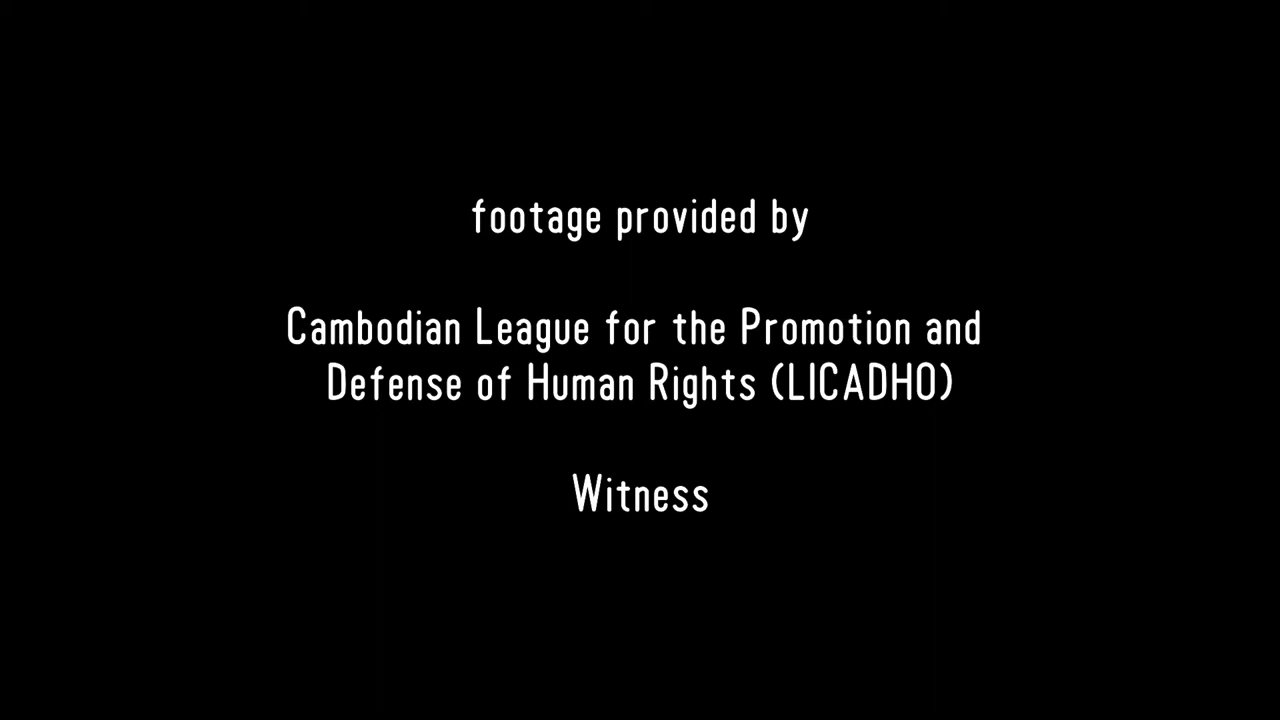 footage provided by
Cambodian League for the Promotion and
Defense of Human Rights (LICADHO)
Witness